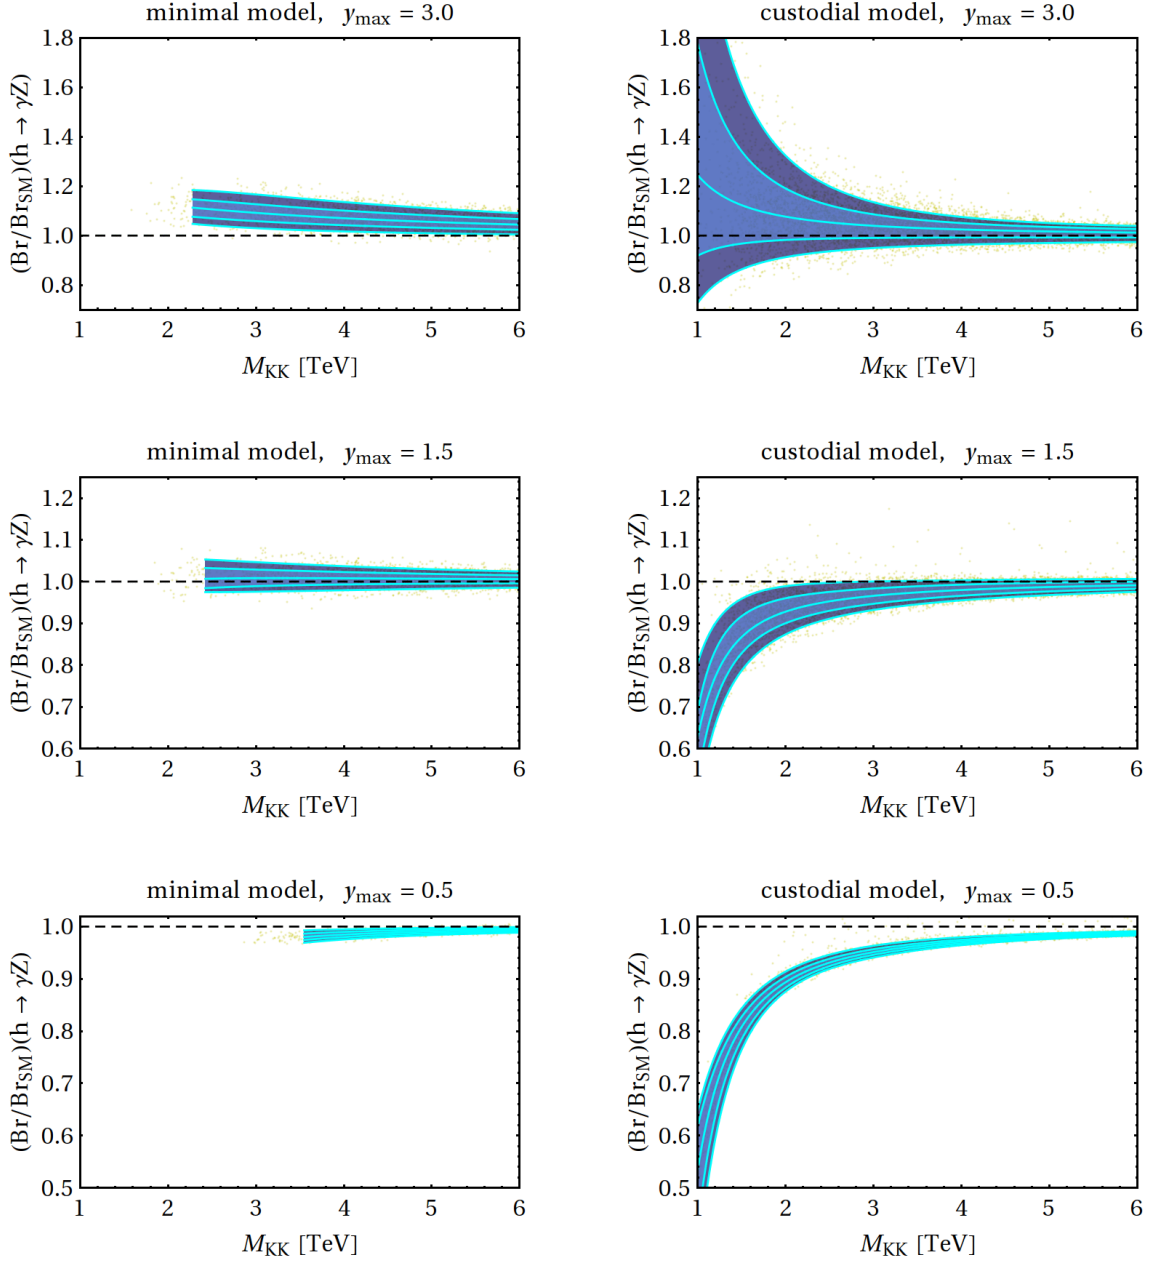 minimal model, y_max = 3.0
(Br/Br_SM)(h → γZ)
1.8
1.6
1.4
1.2
1.0
0.8
1 2 3 4 5 6
M_KK [TeV]
custodial model, y_max = 3.0
(Br/Br_SM)(h → γZ)
1.8
1.6
1.4
1.2
1.0
0.8
1 2 3 4 5 6
M_KK [TeV]
minimal model, y_max = 1.5
(Br/Br_SM)(h → γZ)
1.2
1.1
1.0
0.9
0.8
0.7
0.6
1 2 3 4 5 6
M_KK [TeV]
custodial model, y_max = 1.5
(Br/Br_SM)(h → γZ)
1.2
1.1
1.0
0.9
0.8
0.7
0.6
1 2 3 4 5 6
M_KK [TeV]
minimal model, y_max = 0.5
(Br/Br_SM)(h → γZ)
1.0
0.9
0.8
0.7
0.6
0.5
1 2 3 4 5 6
M_KK [TeV]
custodial model, y_max = 0.5
(Br/Br_SM)(h → γZ)
1.0
0.9
0.8
0.7
0.6
0.5
1 2 3 4 5 6
M_KK [TeV]